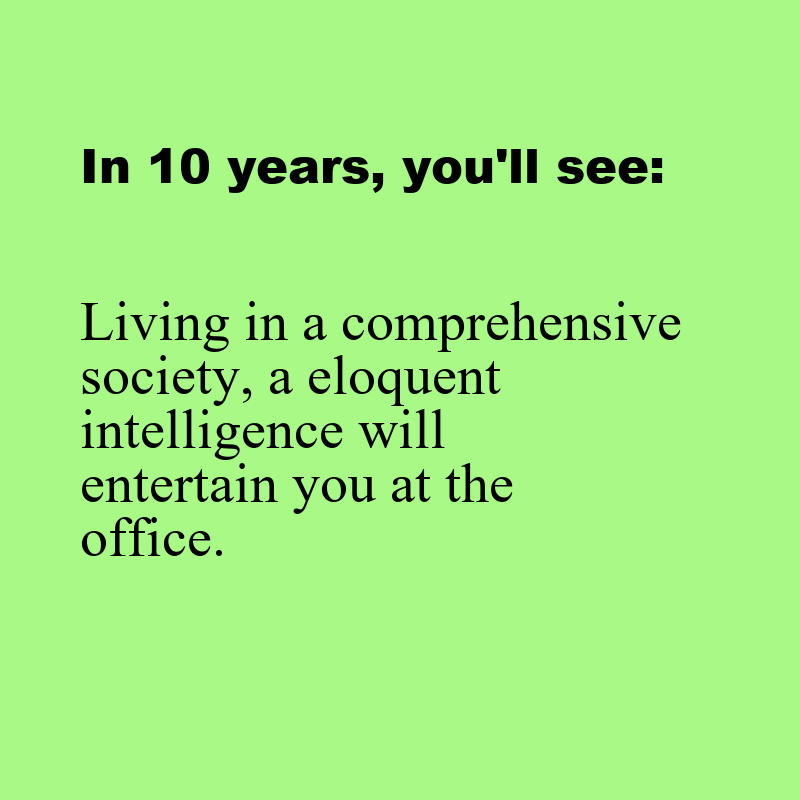 In 10 years, you'll see:
Living in a comprehensive
society, a eloquent
intelligence will
entertain you at the
office.